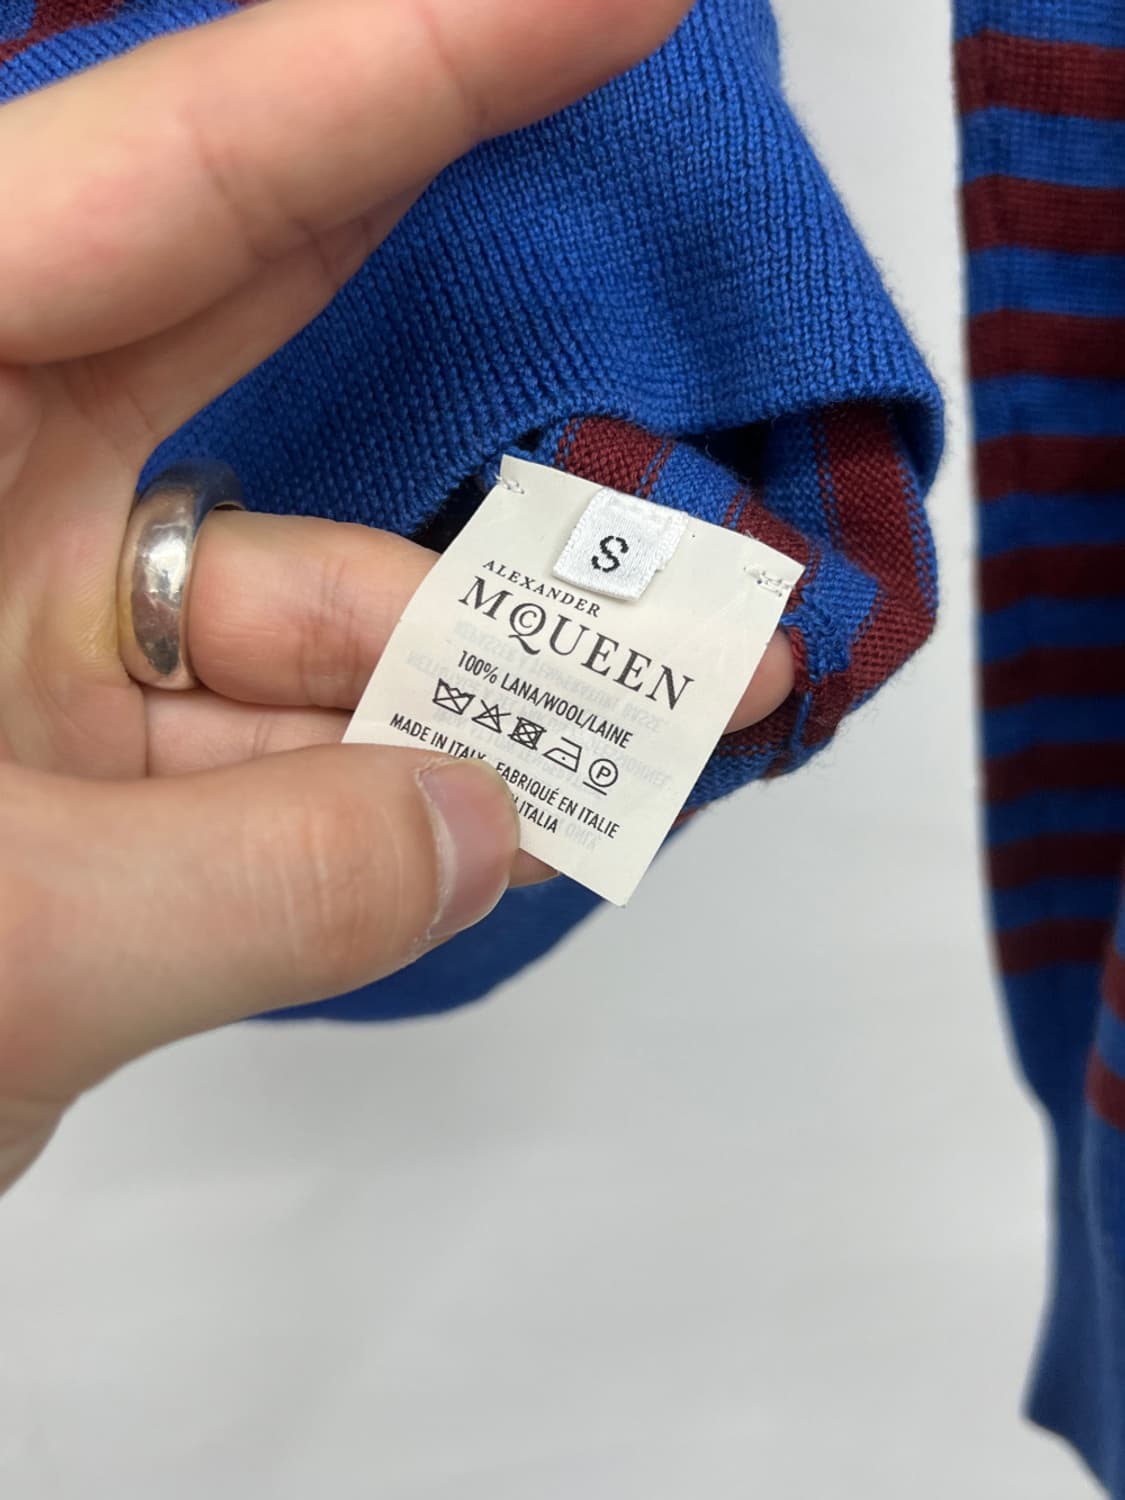 S
ALEXANDER
MCQUEEN
100% LANA/WOOL/LAINE
P
MADE IN ITALY FABRIQUÉ EN ITALIE
ITALIA